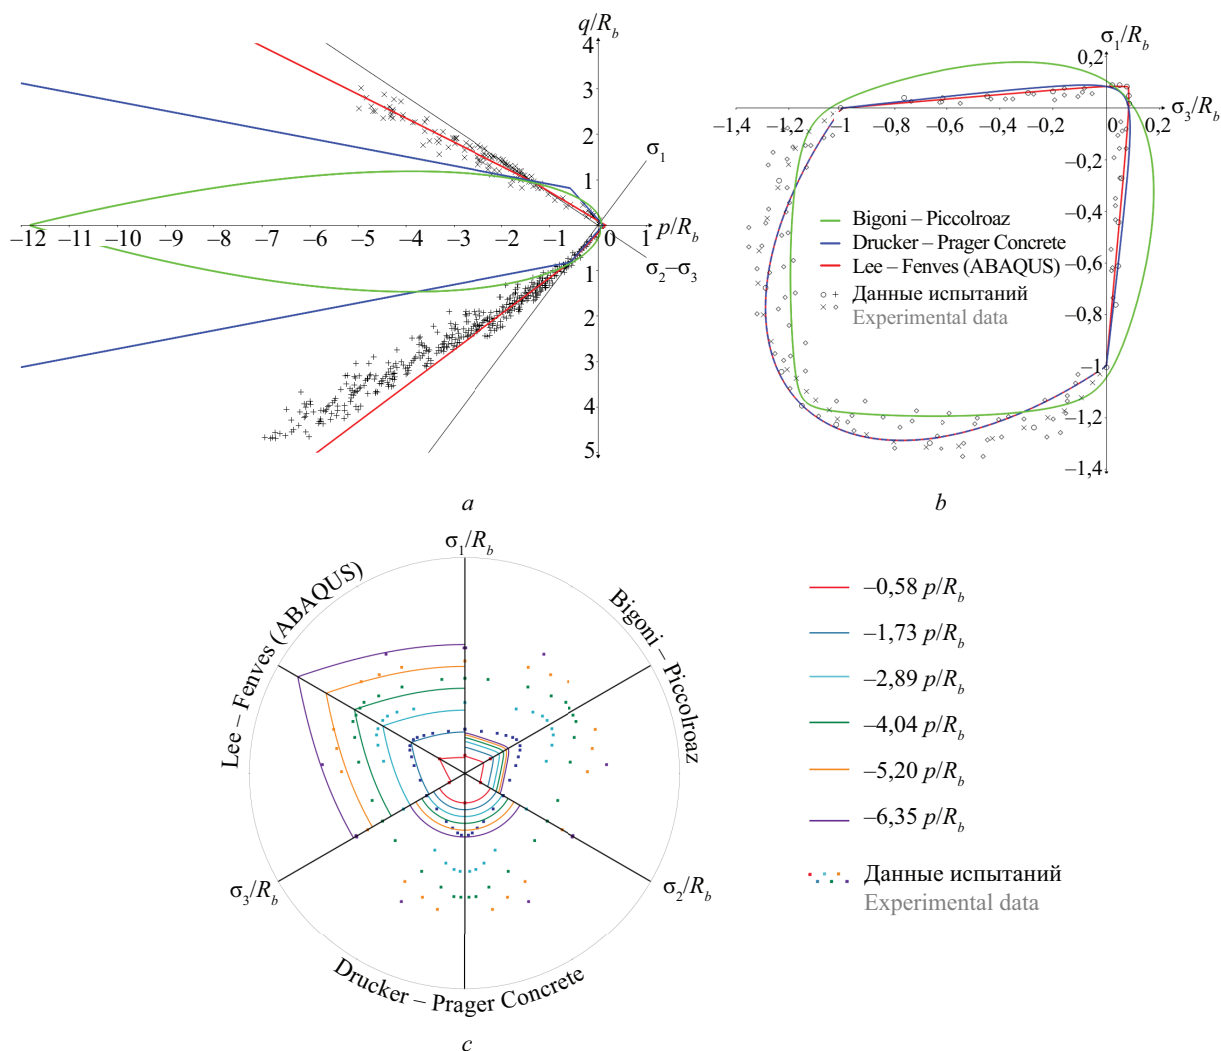 q/R_b
4
3
2
1
σ_1
–12 –11 –10 –9 –8 –7 –6 –5 –4 –3 –2 –1 0 1
p/R_b
σ_2–σ_3
1
2
3
4
5
a
σ_1/R_b
0,2
–1,4 –1,2 –1 –0,8 –0,6 –0,4 –0,2 0 0,2
σ_3/R_b
–0,2
–0,4
–0,6
–0,8
–1
–1,2
–1,4
Bigoni – Piccolroaz
Drucker – Prager Concrete
Lee – Fenves (ABAQUS)
Данные испытаний
Experimental data
b
σ_1/R_b
Lee – Fenves (ABAQUS)
Bigoni – Piccolroaz
σ_3/R_b
σ_2/R_b
Drucker – Prager Concrete
c
–0,58 p/R_b
–1,73 p/R_b
–2,89 p/R_b
–4,04 p/R_b
–5,20 p/R_b
–6,35 p/R_b
Данные испытаний
Experimental data